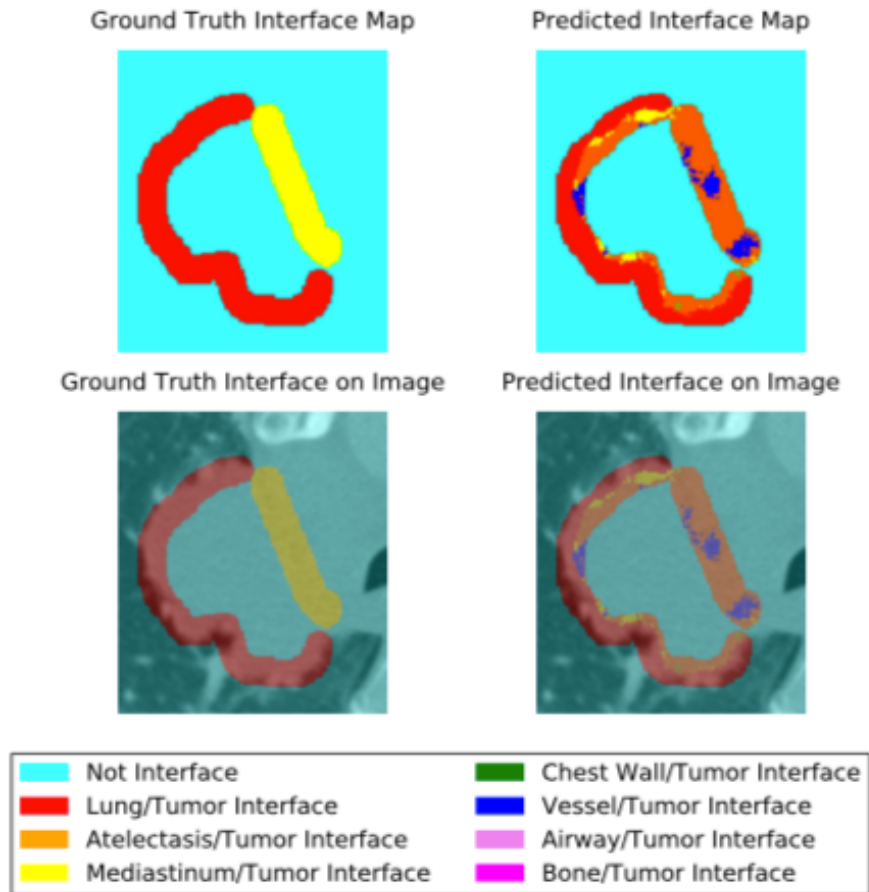 Ground Truth Interface Map
Predicted Interface Map
Ground Truth Interface on Image
Predicted Interface on Image
Not Interface
Lung/Tumor Interface
Atelectasis/Tumor Interface
Mediastinum/Tumor Interface
Chest Wall/Tumor Interface
Vessel/Tumor Interface
Airway/Tumor Interface
Bone/Tumor Interface